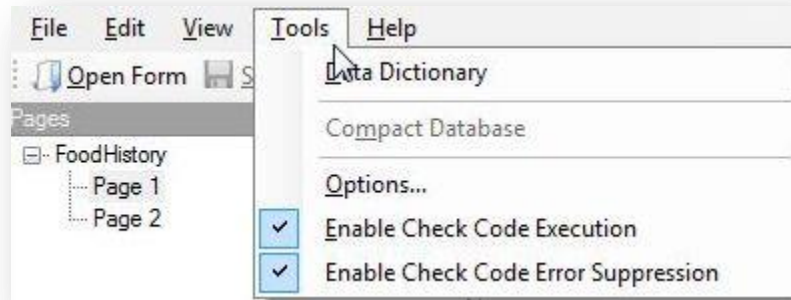 File Edit View Tools Help
Open Form S
Data Dictionary
Pages
Compact Database
FoodHistory
Page 1
Options...
Page 2
Enable Check Code Execution
Enable Check Code Error Suppression